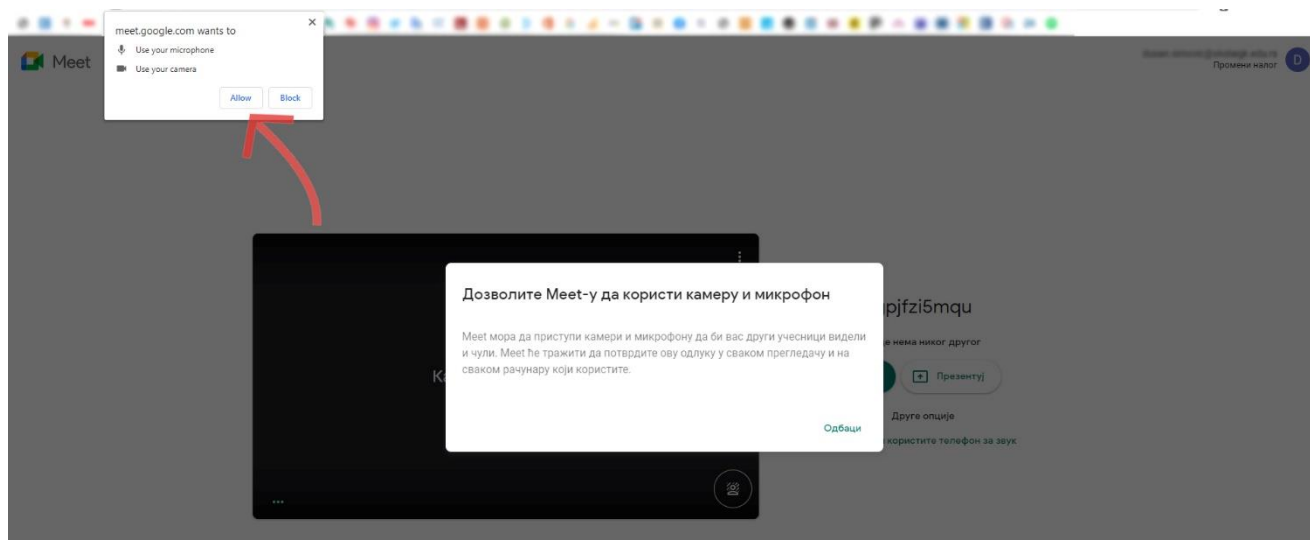 meet.google.com wants to
Use your microphone
Use your camera
Allow
Block
Meet
Промени налог
D
Дозволите Meet-у да користи камеру и микрофон
Meet мора да приступи камери и микрофону да би вас други учесници видели
и чули. Meet ће тражити да потврдите ову одлуку у сваком прегледачу и на
сваком рачунару који користите.
Одбаци
pjfzi5mqu
нема никог другог
Презентуј
Друге опције
користите телефон за звук